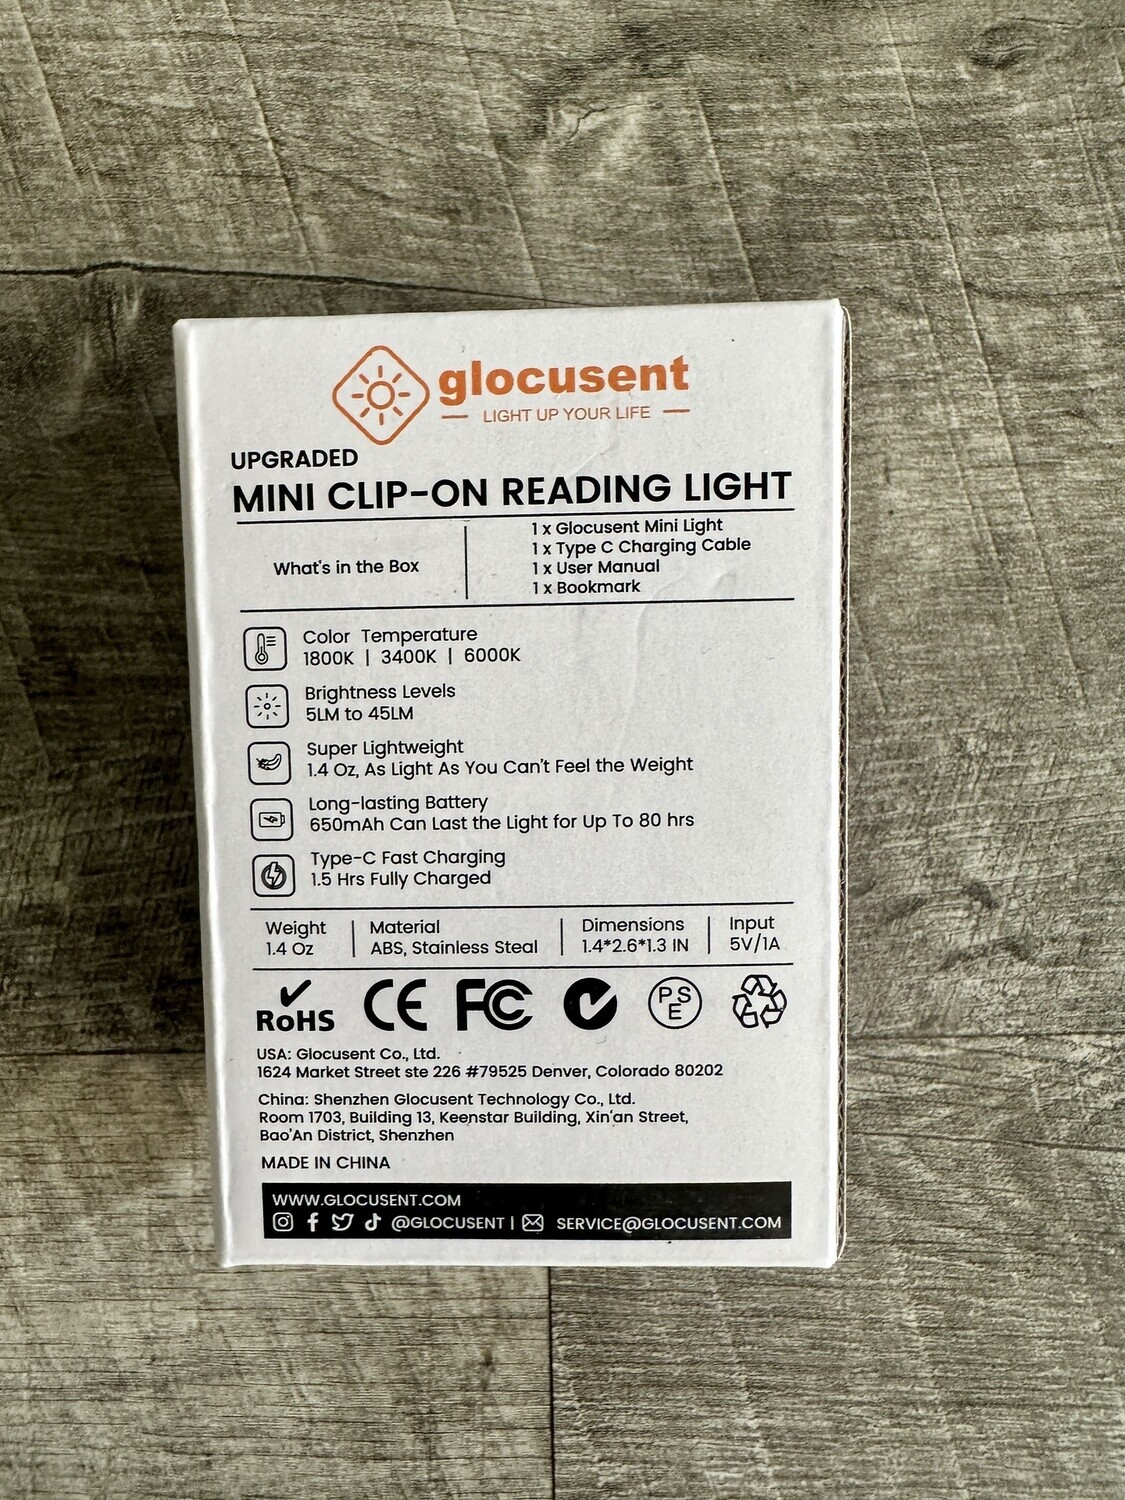 glocusent
LIGHT UP YOUR LIFE
UPGRADED
MINI CLIP-ON READING LIGHT
What's in the Box
1 x Glocusent Mini Light
1 x Type C Charging Cable
1 x User Manual
1 x Bookmark
Color Temperature
1800K | 3400K | 6000K
Brightness Levels
5LM to 45LM
Super Lightweight
1.4 Oz, As Light As You Can't Feel the Weight
Long-lasting Battery
650mAh Can Last the Light for Up To 80 hrs
Type-C Fast Charging
1.5 Hrs Fully Charged
Weight
1.4 Oz
Material
ABS, Stainless Steal
Dimensions
1.4*2.6*1.3 IN
Input
5V/1A
RoHS CE FC PSE
USA: Glocusent Co., Ltd.
1624 Market Street ste 226 #79525 Denver, Colorado 80202
China: Shenzhen Glocusent Technology Co., Ltd.
Room 1703, Building 13, Keenstar Building, Xin'an Street,
Bao'An District, Shenzhen
MADE IN CHINA
WWW.GLOCUSENT.COM
@GLOCUSENT | SERVICE@GLOCUSENT.COM